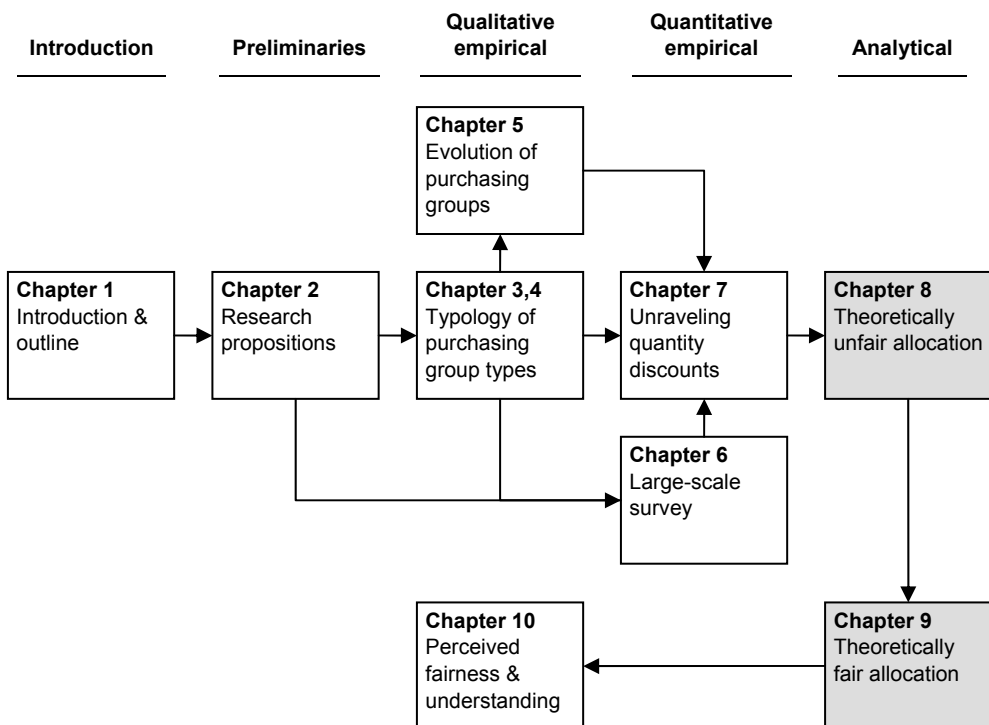 Introduction
Preliminaries
Qualitative
empirical
Quantitative
empirical
Analytical
Chapter 5
Evolution of
purchasing
groups
Chapter 1
Introduction &
outline
Chapter 2
Research
propositions
Chapter 3,4
Typology of
purchasing
group types
Chapter 7
Unraveling
quantity
discounts
Chapter 8
Theoretically
unfair allocation
Chapter 6
Large-scale
survey
Chapter 10
Perceived
fairness &
understanding
Chapter 9
Theoretically
fair allocation